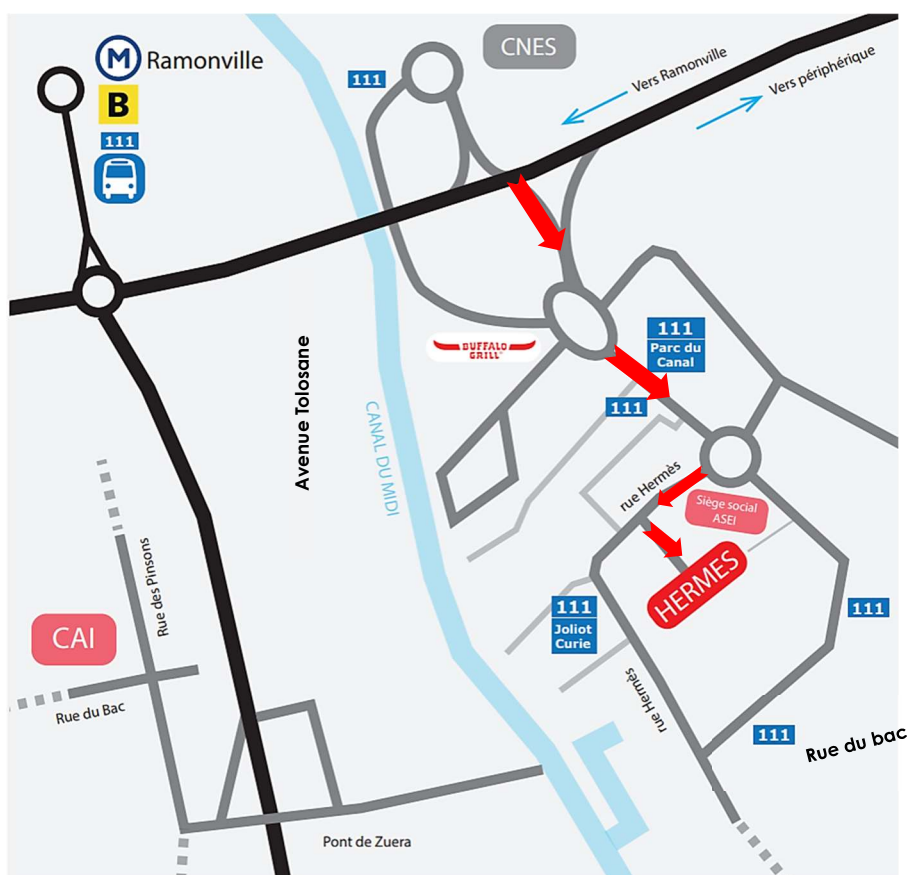 CNES
M Ramonville
B
111
111
Vers Ramonville
Vers périphérique
111
Parc du
Canal
BUFFALO
GRILL
111
Avenue Tolosane
CANAL DU MIDI
rue Hermès
Siège social
ASEI
HERMES
Rue des Pinsons
CAI
111
Joliot
Curie
111
rue Hermès
Rue du Bac
111
Rue du bac
Pont de Zuera